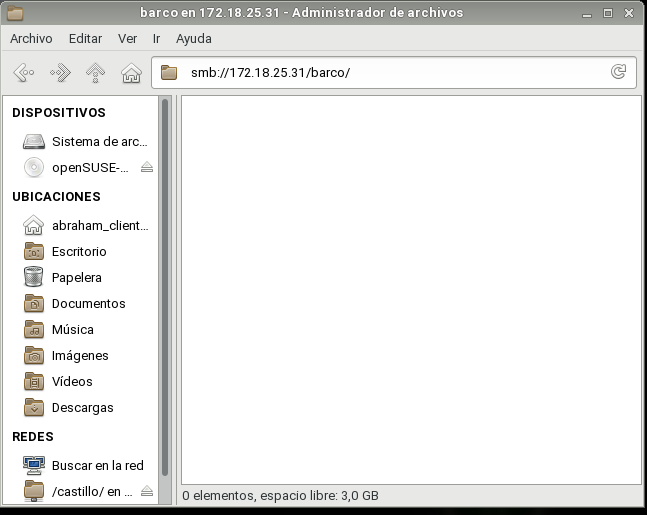 barco en 172.18.25.31 - Administrador de archivos
Archivo Editar Ver Ir Ayuda
smb://172.18.25.31/barco/
DISPOSITIVOS
Sistema de arc...
openSUSE-...
UBICACIONES
abraham_client...
Escritorio
Papelera
Documentos
Música
Imágenes
Vídeos
Descargas
REDES
Buscar en la red
/castillo/ en ...
0 elementos, espacio libre: 3,0 GB